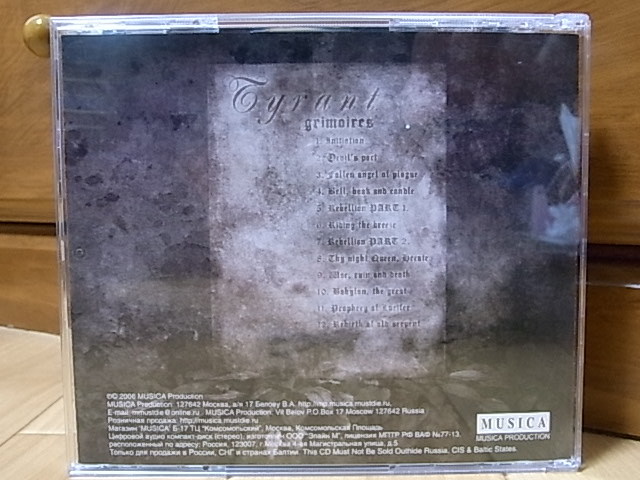 Tyrant
grimoires
1. Initiation
2. Devil's pact
3. Fallen angel of plague
4. Bell, book and candle
5. Rebellion PART 1.
6. Riding the breeze
7. Rebellion PART 2.
8. Thy night Queen, Hecate
9. Woe, ruin and death
10. Babylon, the great
11. Prophecy of Lucifer
12. Rebirth of old serpent
©© 2006 MUSICA Production
MUSICA Production: 127642 Москва, а/я 17 Белову В.А. http://mp.musica.mustdie.ru.
E-mail: mmustdie@online.ru . MUSICA Production: Vil Belov P.O.Box 17 Moscow 127642 Russia
Розничная продажа: http://musica.mustdie.ru
Магазин "MUSICA" Б-17 ТЦ "Комсомольский", Москва, Комсомольская Площадь
Цифровой аудио компакт-диск (стерео), изготовлен ООО "Элайн М", лицензия МПТР РФ ВАФ №77-13,
расположенный по адресу: Россия, 123007, г.Москва 4-ая Магистральная улица, д.5
Только для продажи в России, СНГ и странах Балтии. This CD Must Not Be Sold Outhide Russia, CIS & Baltic States.
MUSICA
MUSICA PRODUCTION